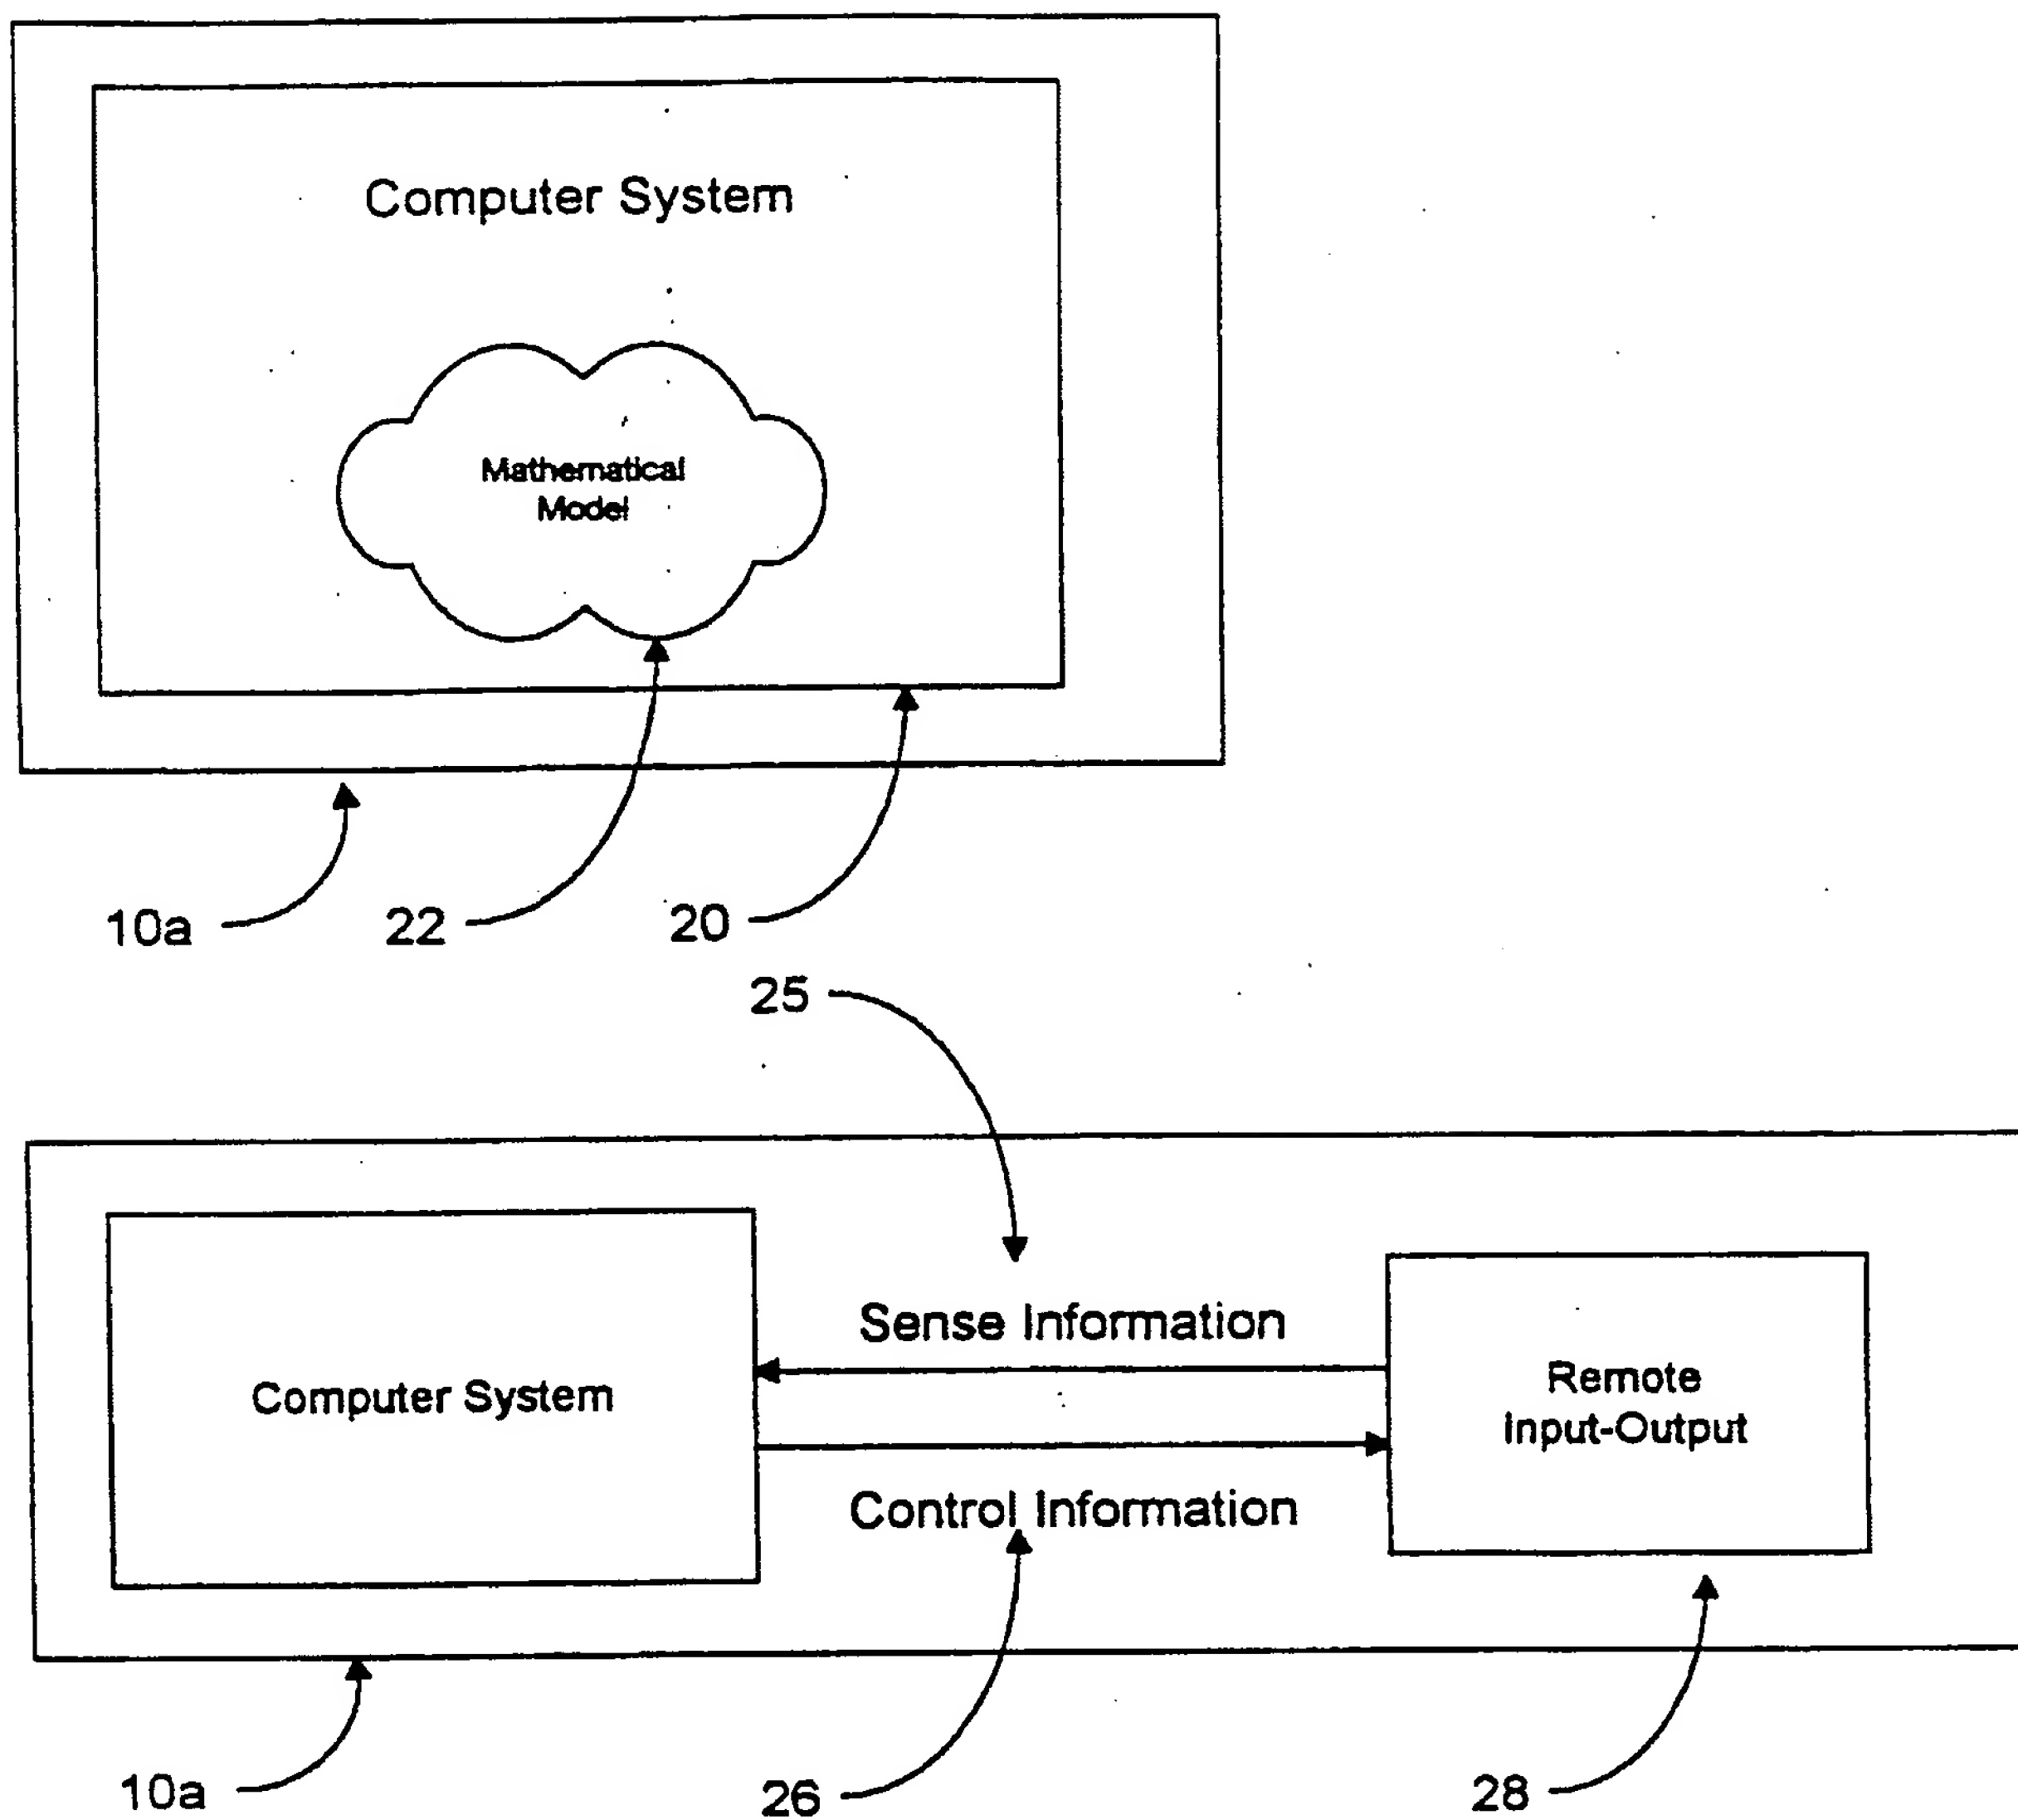 Computer System
Mathematical
Model
10a
22
20
25
Sense Information
Computer System
Remote
Input-Output
Control Information
10a
26
28